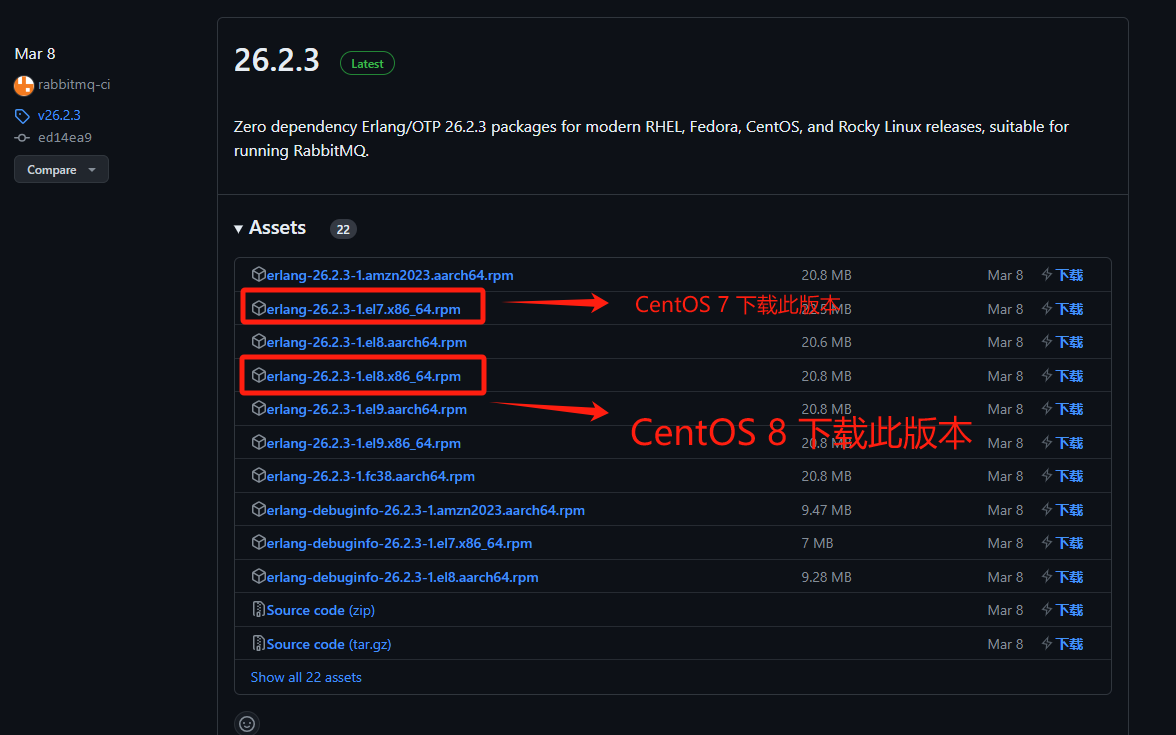 Mar 8
rabbitmq-ci
v26.2.3
ed14ea9
Compare
26.2.3 Latest
Zero dependency Erlang/OTP 26.2.3 packages for modern RHEL, Fedora, CentOS, and Rocky Linux releases, suitable for
running RabbitMQ.
Assets 22
erlang-26.2.3-1.amzn2023.aarch64.rpm 20.8 MB Mar 8 下载
erlang-26.2.3-1.el7.x86_64.rpm 22.5 MB Mar 8 下载
CentOS 7 下载此版本
erlang-26.2.3-1.el8.aarch64.rpm 20.6 MB Mar 8 下载
erlang-26.2.3-1.el8.x86_64.rpm 20.8 MB Mar 8 下载
erlang-26.2.3-1.el9.aarch64.rpm 20.8 MB Mar 8 下载
CentOS 8 下载此版本
erlang-26.2.3-1.el9.x86_64.rpm 20.8 MB Mar 8 下载
erlang-26.2.3-1.fc38.aarch64.rpm 20.8 MB Mar 8 下载
erlang-debuginfo-26.2.3-1.amzn2023.aarch64.rpm 9.47 MB Mar 8 下载
erlang-debuginfo-26.2.3-1.el7.x86_64.rpm 7 MB Mar 8 下载
erlang-debuginfo-26.2.3-1.el8.aarch64.rpm 9.28 MB Mar 8 下载
Source code (zip) Mar 8 下载
Source code (tar.gz) Mar 8 下载
Show all 22 assets